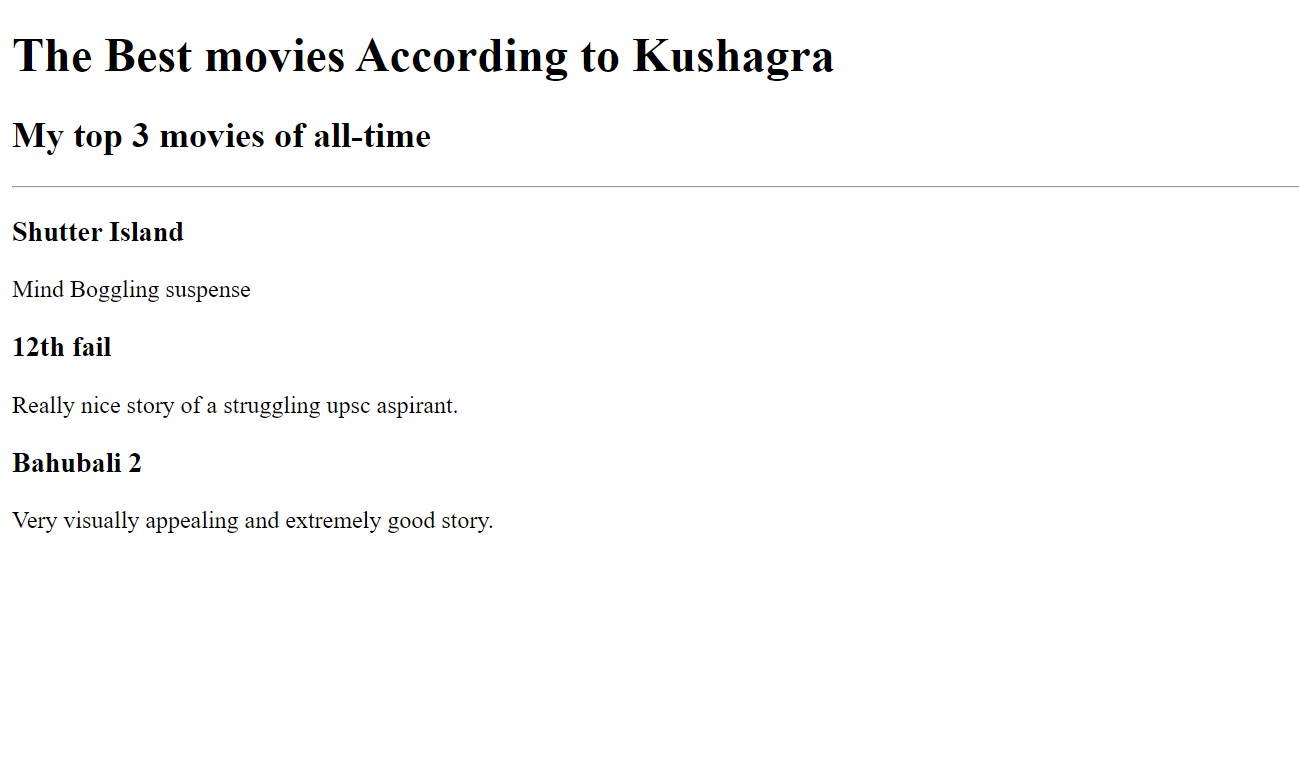 The Best movies According to Kushagra
My top 3 movies of all-time
Shutter Island
Mind Boggling suspense
12th fail
Really nice story of a struggling upsc aspirant.
Bahubali 2
Very visually appealing and extremely good story.